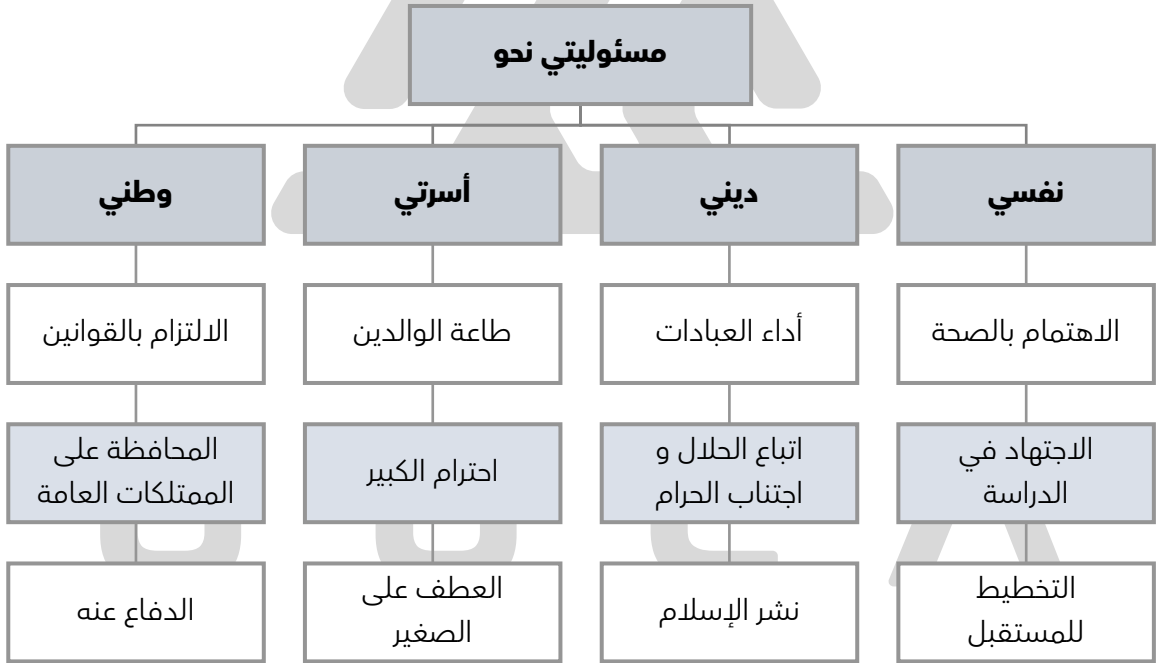 مسئوليتي نحو
نفسي
ديني
أسرتي
وطني
الاهتمام بالصحة
أداء العبادات
طاعة الوالدين
الالتزام بالقوانين
الاجتهاد في
الدراسة
اتباع الحلال و
اجتناب الحرام
احترام الكبير
المحافظة على
الممتلكات العامة
التخطيط
للمستقبل
نشر الإسلام
العطف على
الصغير
الدفاع عنه